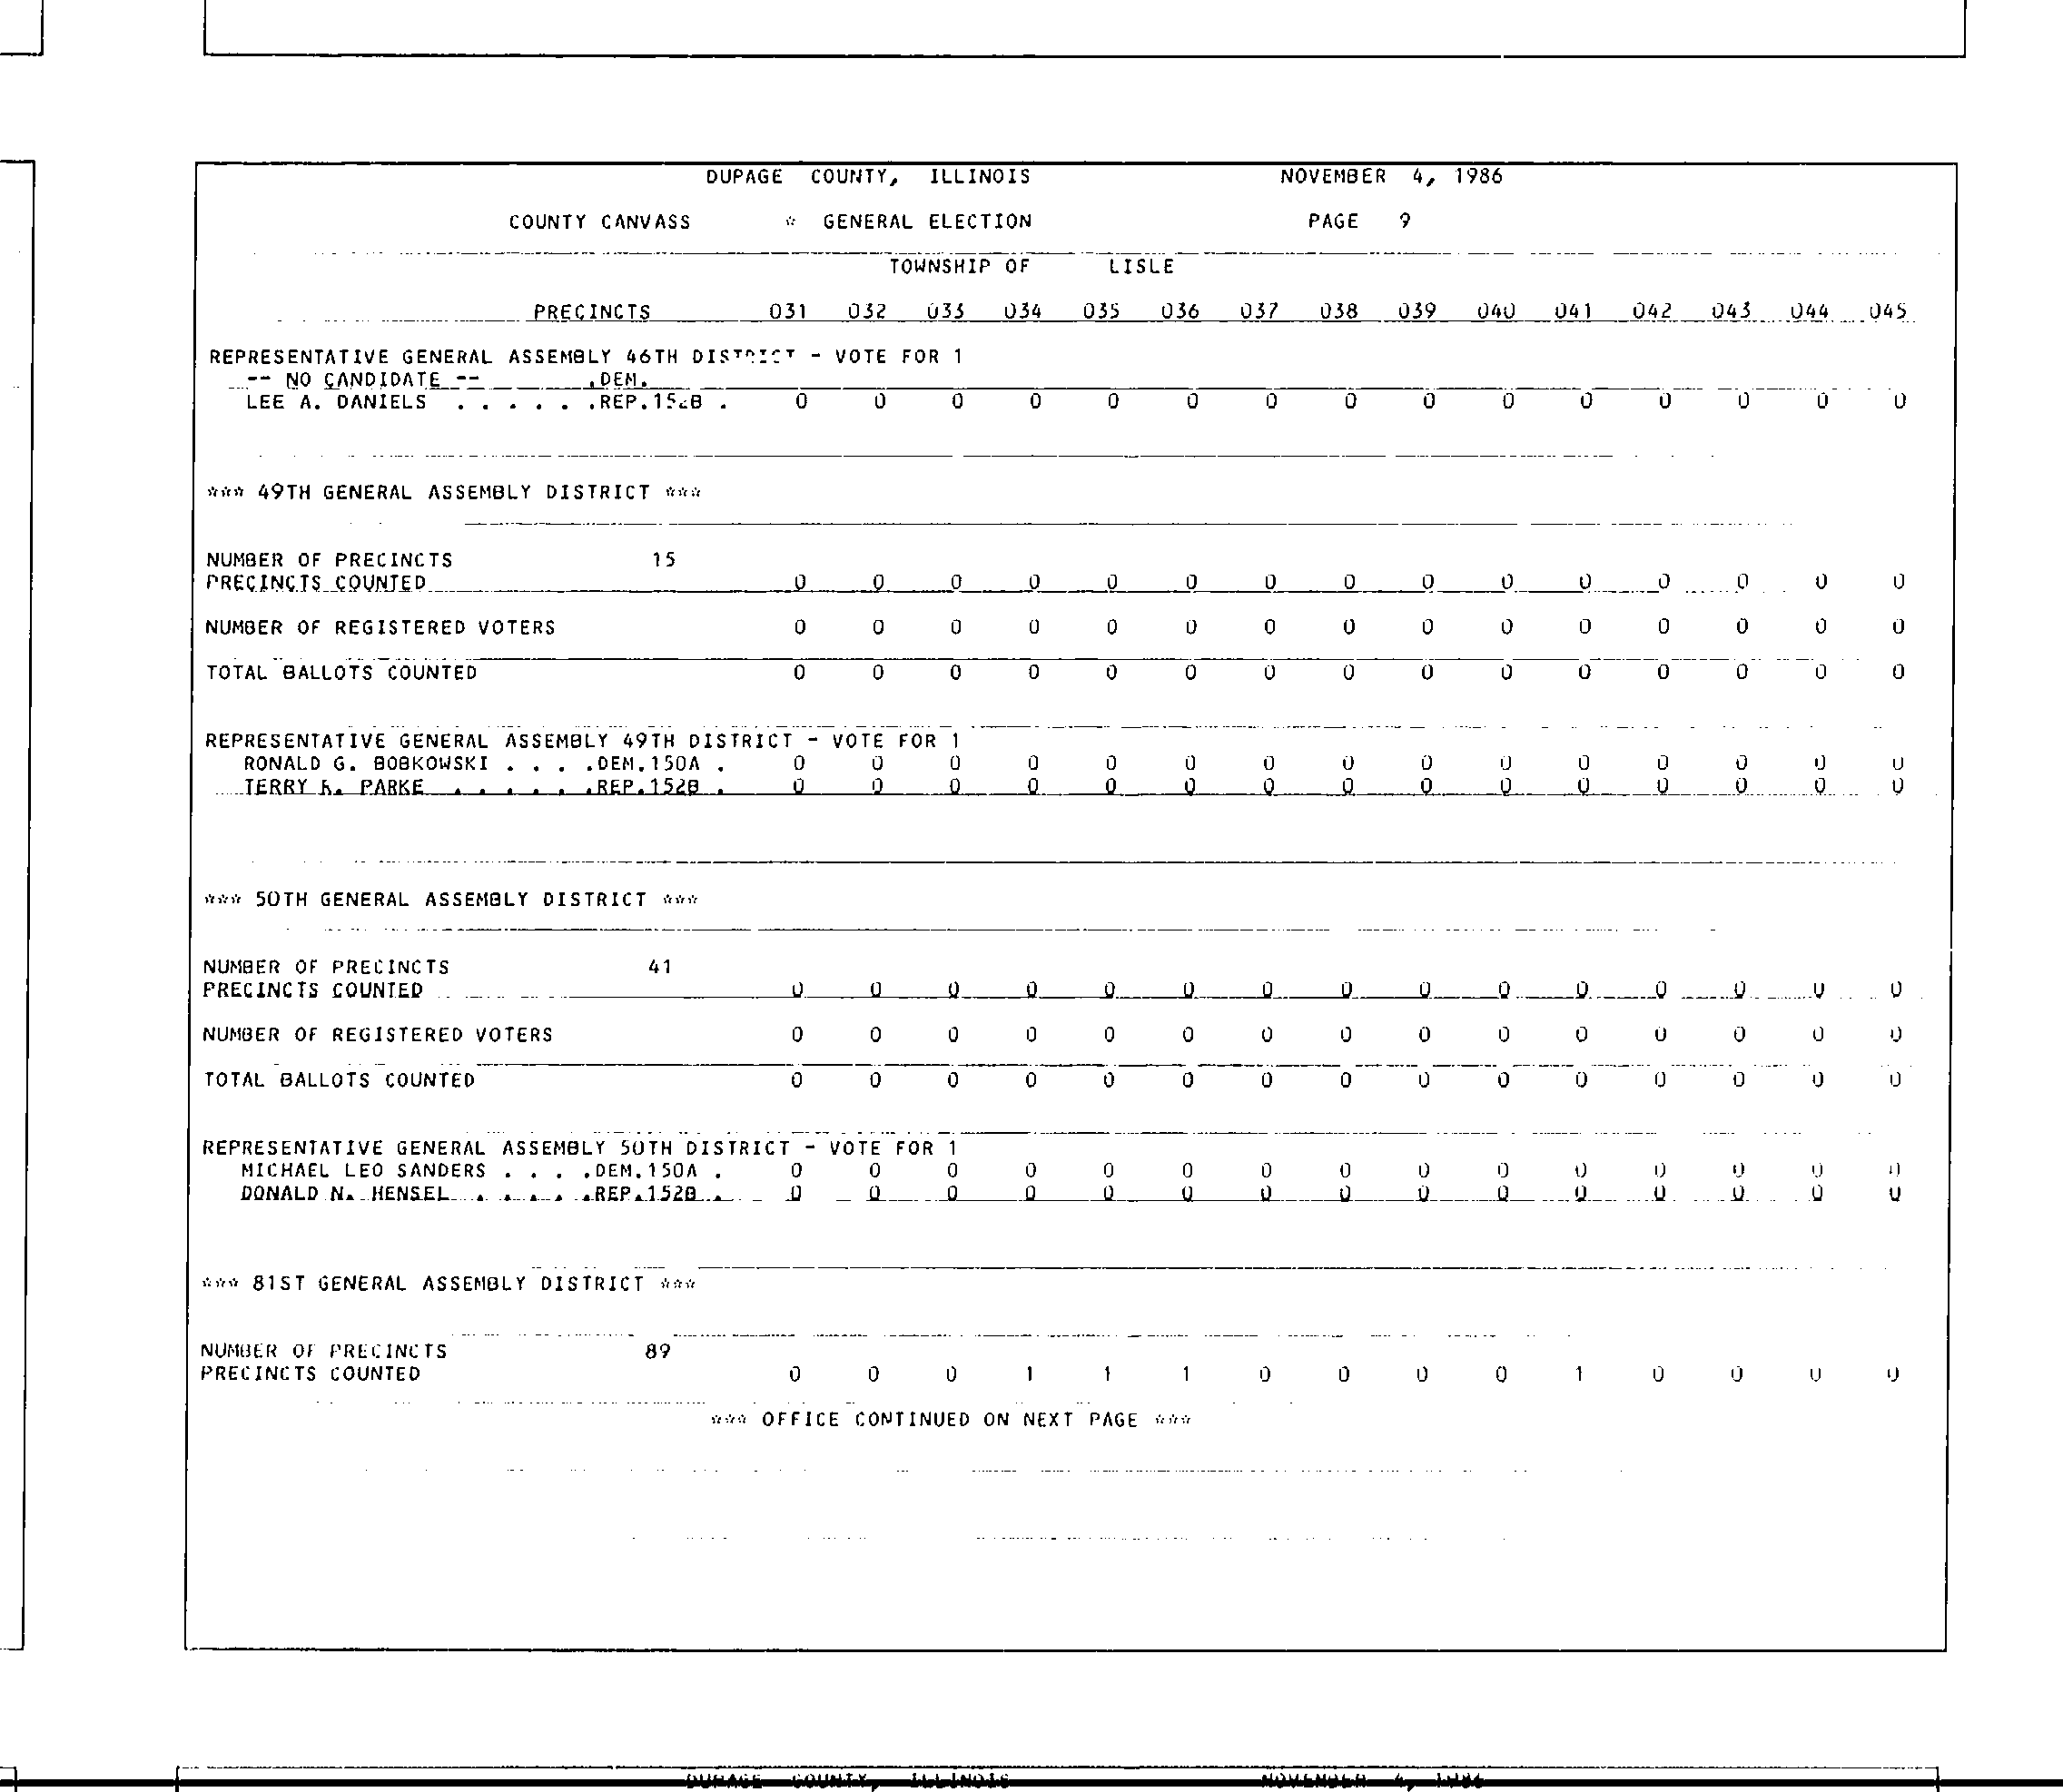 DUPAGE COUNTY, ILLINOIS NOVEMBER 4, 1986
COUNTY CANVASS * GENERAL ELECTION PAGE 9
TOWNSHIP OF LISLE
PRECINCTS 031 032 033 034 035 036 037 038 039 040 041 042 043 044 045
REPRESENTATIVE GENERAL ASSEMBLY 46TH DISTRICT - VOTE FOR 1
-- NO CANDIDATE -- .DEM.
LEE A. DANIELS . . . . . .REP.152B . 0 0 0 0 0 0 0 0 0 0 0 0 0 0 0
*** 49TH GENERAL ASSEMBLY DISTRICT ***
NUMBER OF PRECINCTS 15
PRECINCTS COUNTED 0 0 0 0 0 0 0 0 0 0 0 0 0 0 0
NUMBER OF REGISTERED VOTERS 0 0 0 0 0 0 0 0 0 0 0 0 0 0 0
TOTAL BALLOTS COUNTED 0 0 0 0 0 0 0 0 0 0 0 0 0 0 0
REPRESENTATIVE GENERAL ASSEMBLY 49TH DISTRICT - VOTE FOR 1
RONALD G. BOBKOWSKI . . . .DEM.150A . 0 0 0 0 0 0 0 0 0 0 0 0 0 0 0
TERRY R. PARKE . . . . . .REP.152B . 0 0 0 0 0 0 0 0 0 0 0 0 0 0 0
*** 50TH GENERAL ASSEMBLY DISTRICT ***
NUMBER OF PRECINCTS 41
PRECINCTS COUNTED 0 0 0 0 0 0 0 0 0 0 0 0 0 0 0
NUMBER OF REGISTERED VOTERS 0 0 0 0 0 0 0 0 0 0 0 0 0 0 0
TOTAL BALLOTS COUNTED 0 0 0 0 0 0 0 0 0 0 0 0 0 0 0
REPRESENTATIVE GENERAL ASSEMBLY 50TH DISTRICT - VOTE FOR 1
MICHAEL LEO SANDERS . . . .DEM.150A . 0 0 0 0 0 0 0 0 0 0 0 0 0 0 0
DONALD N. HENSEL . . . . .REP.152B . 0 0 0 0 0 0 0 0 0 0 0 0 0 0 0
*** 81ST GENERAL ASSEMBLY DISTRICT ***
NUMBER OF PRECINCTS 89
PRECINCTS COUNTED 0 0 0 1 1 1 0 0 0 0 1 0 0 0 0
*** OFFICE CONTINUED ON NEXT PAGE ***
DUPAGE COUNTY, ILLINOIS NOVEMBER 4, 1986